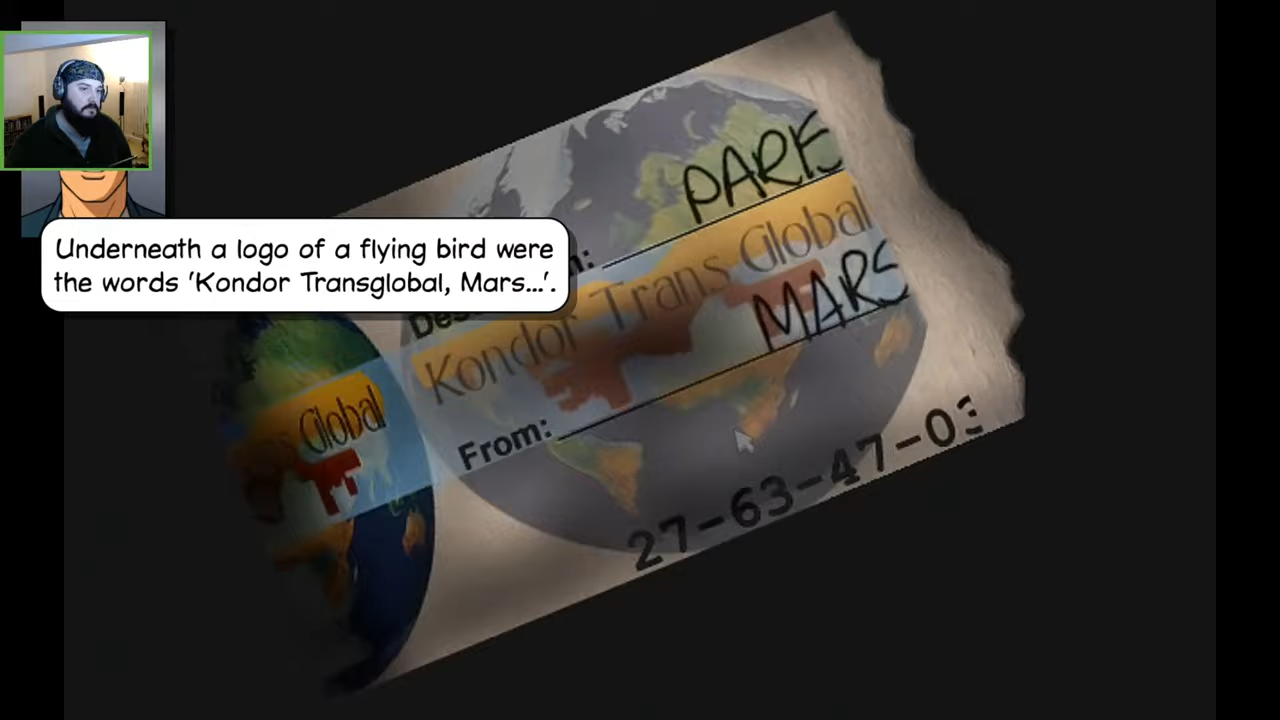 Underneath a logo of a flying bird were
the words 'Kondor Transglobal, Mars...'.
PARIS
Kondor Trans Global
MARS
Global
From:
27-63-47-03